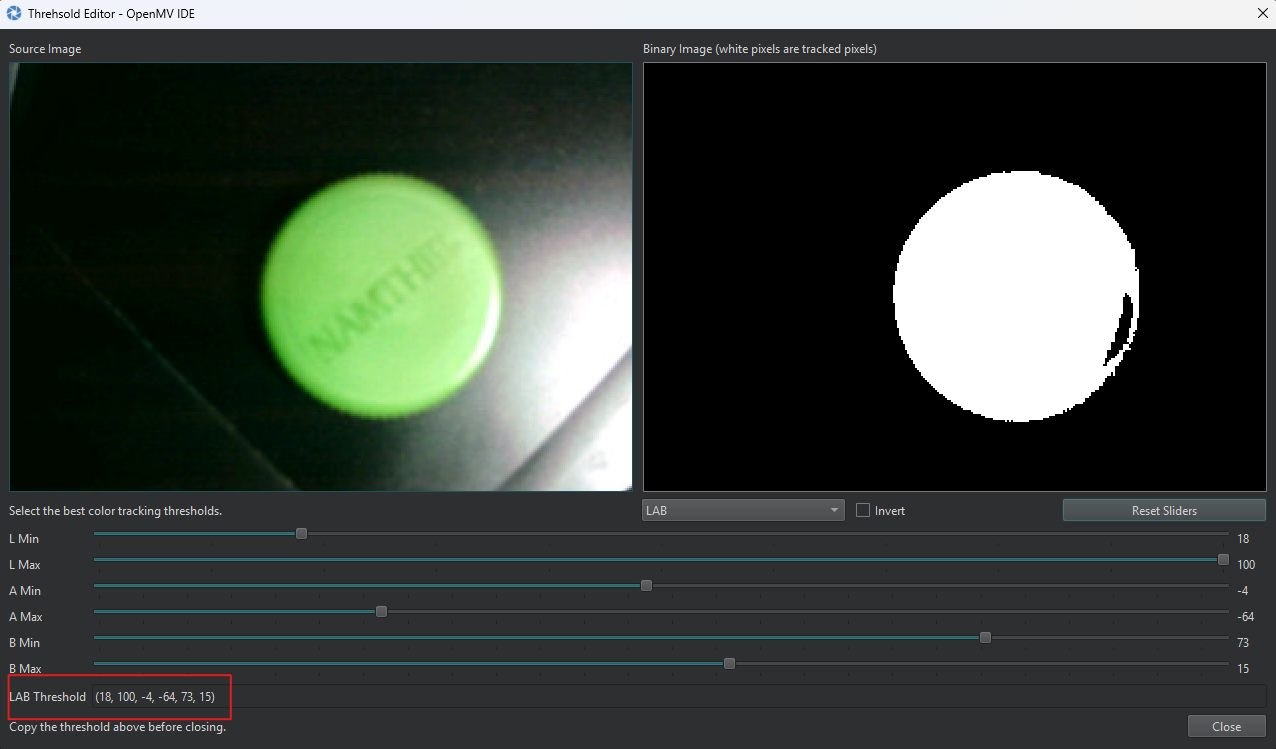 Threhsold Editor - OpenMV IDE
Source Image
Binary Image (white pixels are tracked pixels)
NAMTHIEL
Select the best color tracking thresholds.
LAB
Invert
Reset Sliders
L Min 18
L Max 100
A Min -4
A Max -64
B Min 73
B Max 15
LAB Threshold (18, 100, -4, -64, 73, 15)
Copy the threshold above before closing.
Close